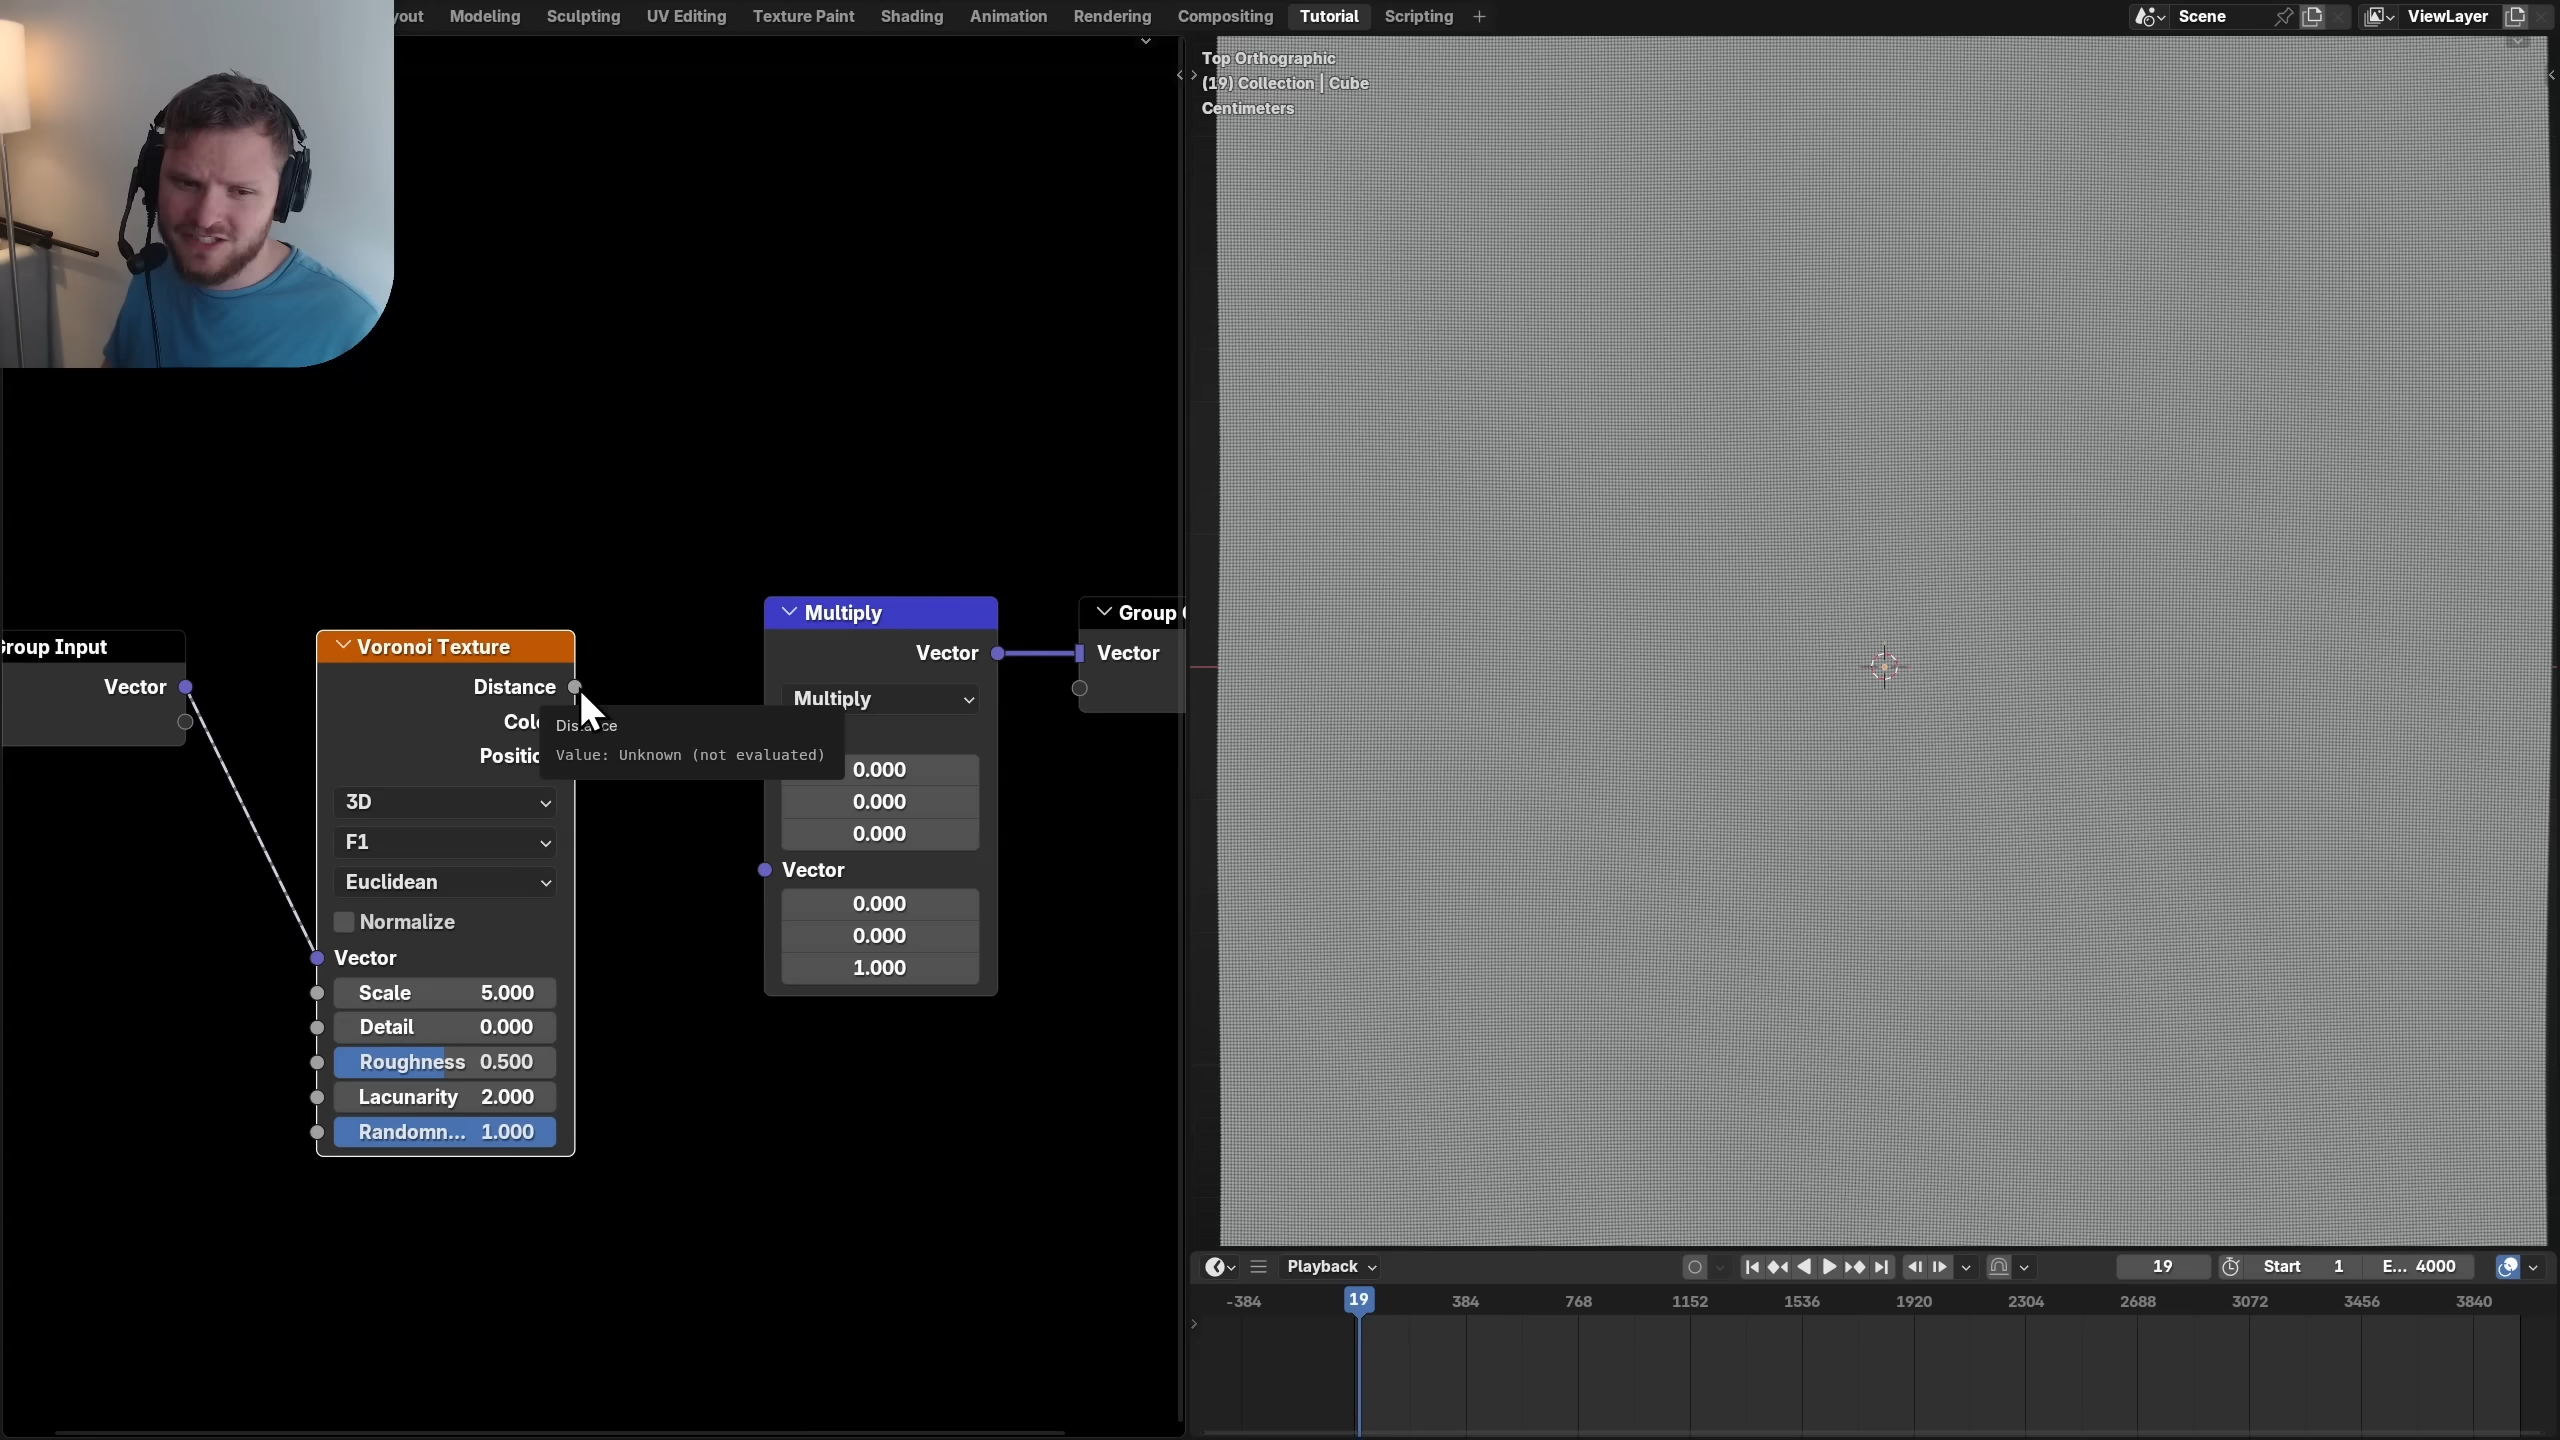 yout Modeling Sculpting UV Editing Texture Paint Shading Animation Rendering Compositing Tutorial Scripting +
Scene
ViewLayer
Top Orthographic
(19) Collection | Cube
Centimeters
Group Input
Vector
Voronoi Texture
Distance
Colo
Positio
3D
F1
Euclidean
Normalize
Vector
Scale 5.000
Detail 0.000
Roughness 0.500
Lacunarity 2.000
Randomn... 1.000
Distance
Value: Unknown (not evaluated)
Multiply
Vector
Multiply
0.000
0.000
0.000
Vector
0.000
0.000
1.000
Group
Vector
Playback
19
Start 1
E... 4000
-384 19 384 768 1152 1536 1920 2304 2688 3072 3456 3840